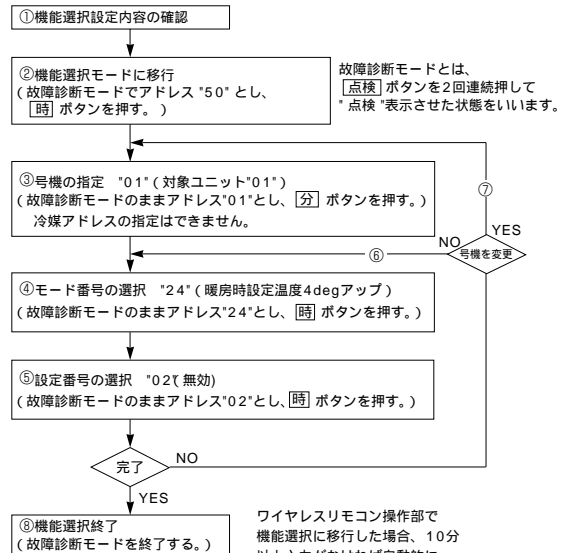 ①機能選択設定内容の確認
②機能選択モードに移行
(故障診断モードでアドレス "50" とし、
時 ボタンを押す。 )
故障診断モードとは、
点検 ボタンを2回連続押して
" 点検 "表示させた状態をいいます。
③号機の指定 "01" ( 対象ユニット"01" )
( 故障診断モードのままアドレス"01"とし、 分 ボタンを押す。)
冷媒アドレスの指定はできません。
⑦
YES
NO
号機を変更
⑥
④モード番号の選択 "24" ( 暖房時設定温度4degアップ )
( 故障診断モードのままアドレス"24"とし、 時 ボタンを押す。)
⑤設定番号の選択 "02"( 無効)
( 故障診断モードのままアドレス"02"とし、時 ボタンを押す。)
完了
NO
YES
⑧機能選択終了
( 故障診断モードを終了する。)
ワイヤレスリモコン操作部で
機能選択に移行した場合、10分